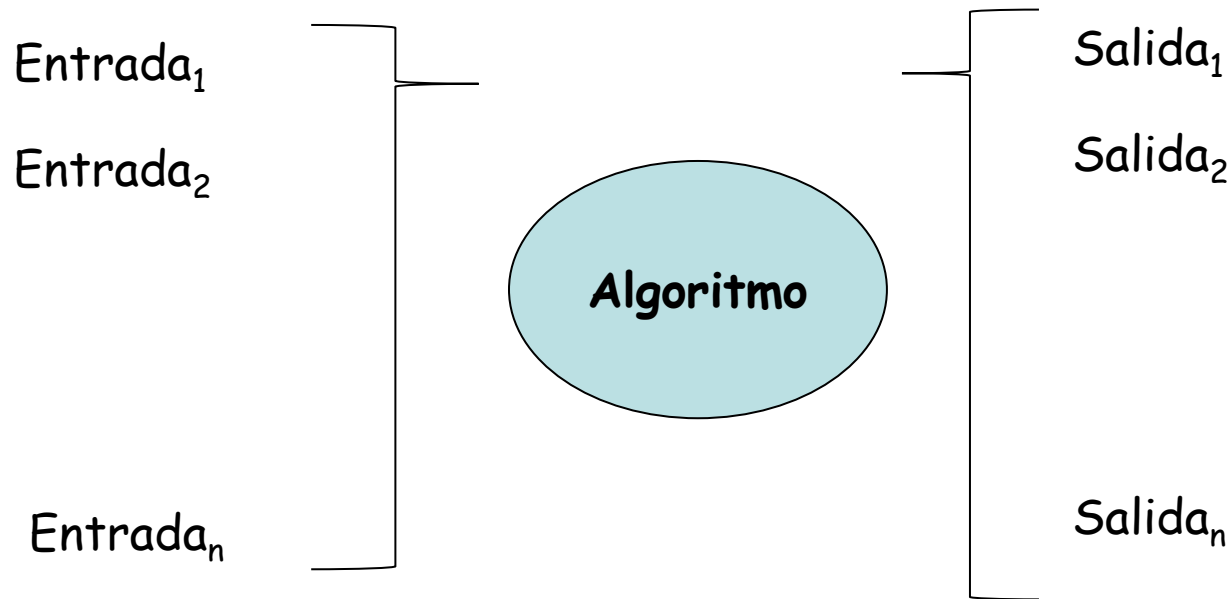 Entrada₁
Entrada₂
Entradaₙ
Algoritmo
Salida₁
Salida₂
Salidaₙ